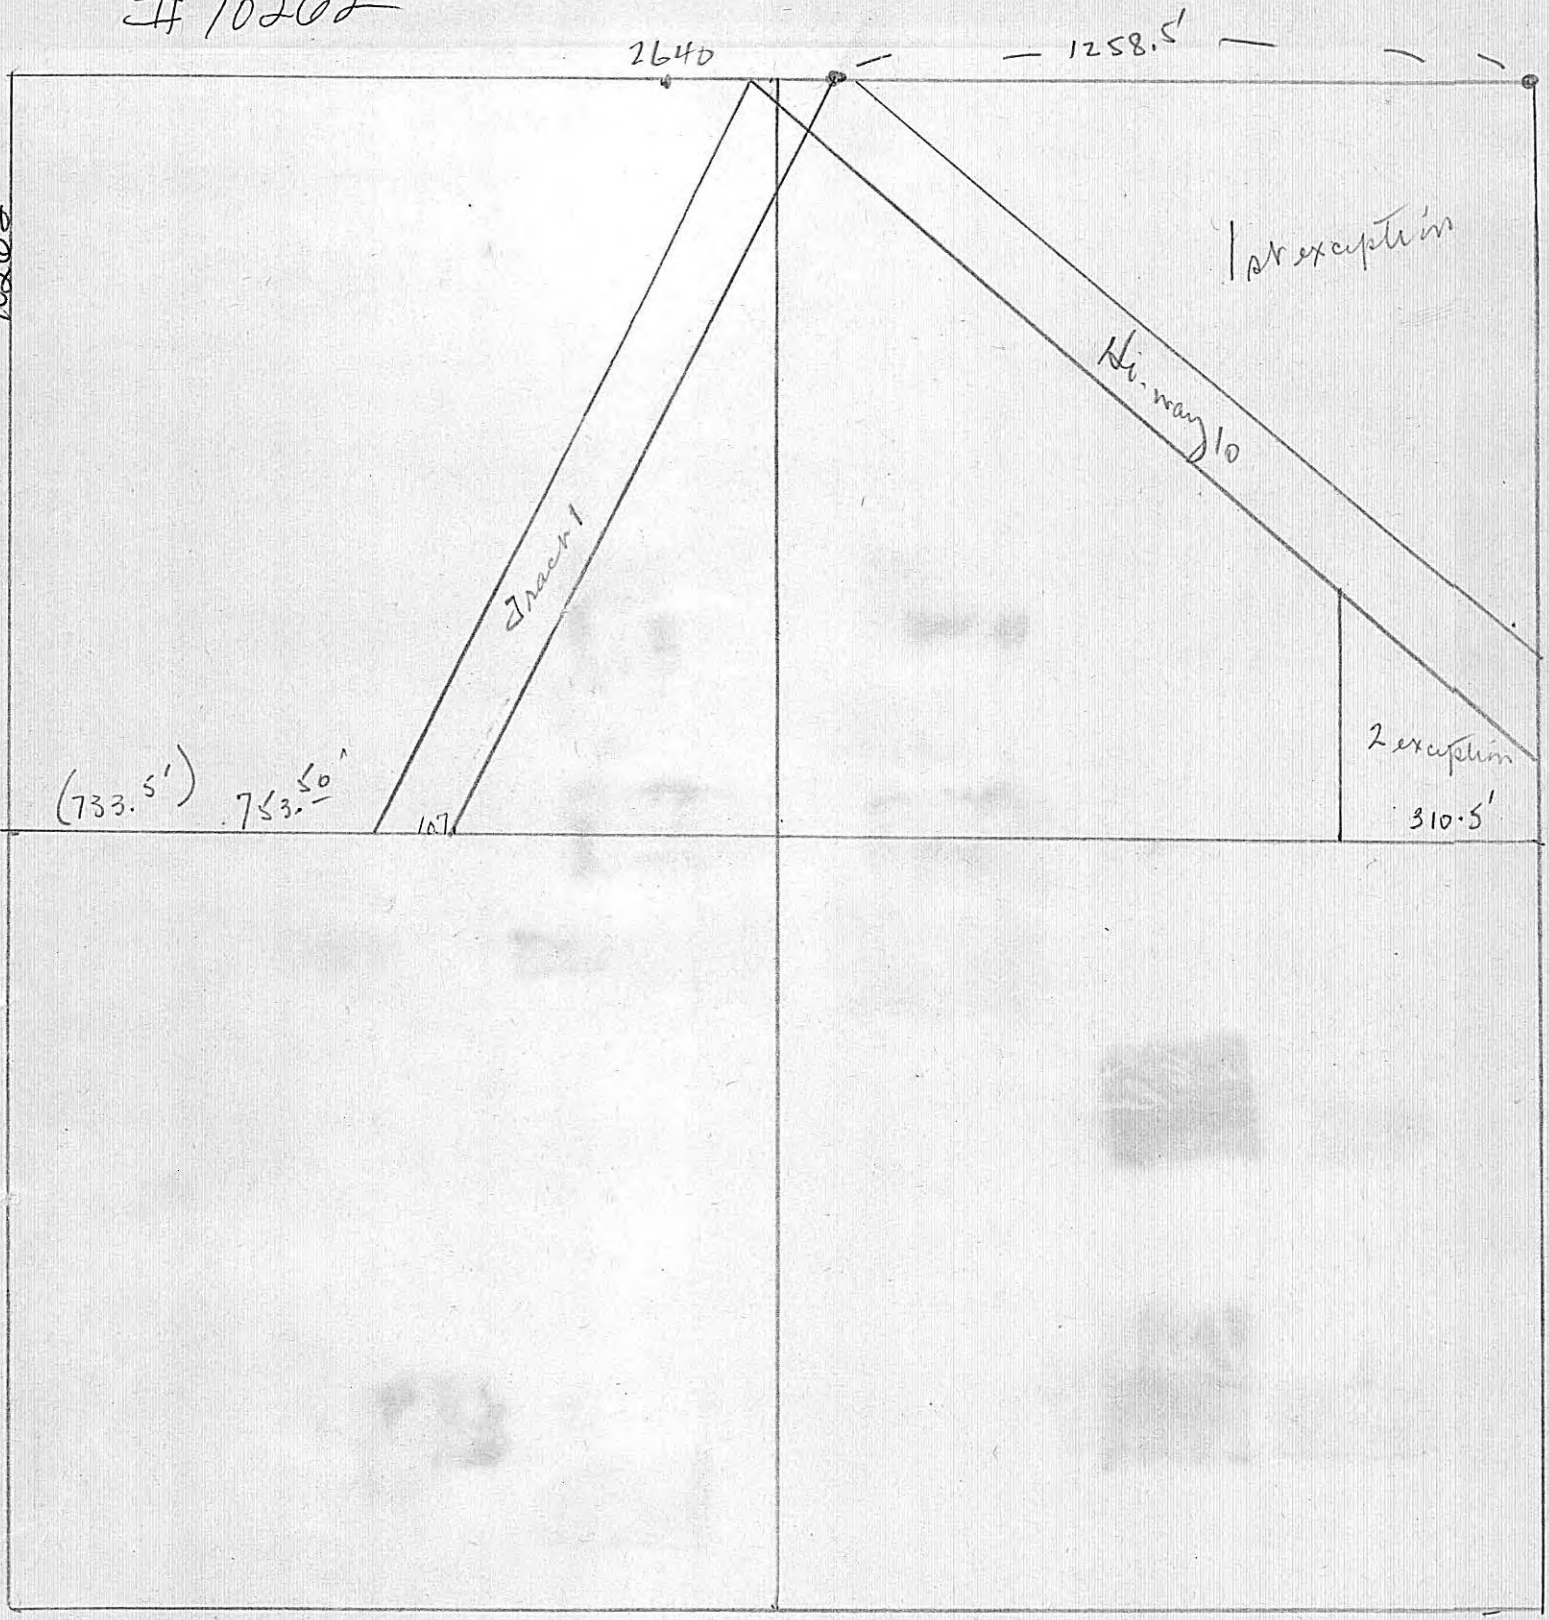 # 10262
2640
1258.5'
1st exception
Hi-way 10
Tract 1
2 exception
(733.5') 753.50'
107
310.5'